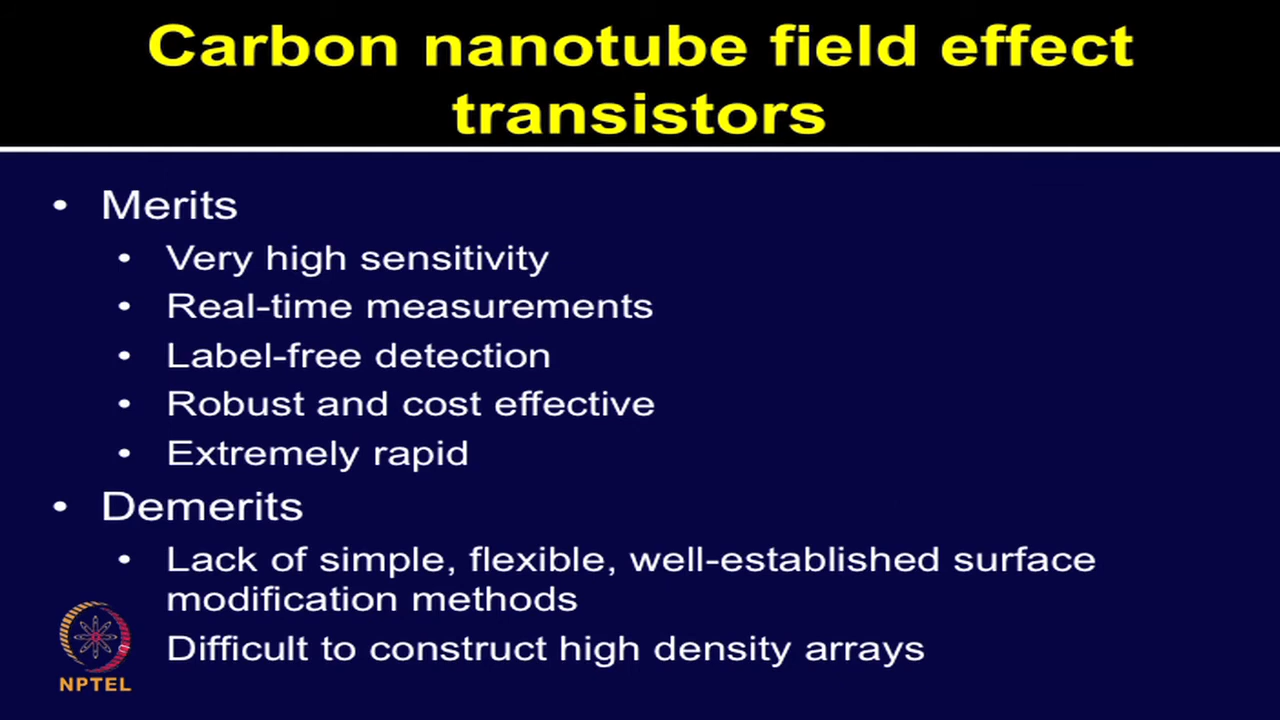 Carbon nanotube field effect
transistors
• Merits
• Very high sensitivity
• Real-time measurements
• Label-free detection
• Robust and cost effective
• Extremely rapid
• Demerits
• Lack of simple, flexible, well-established surface
modification methods
Difficult to construct high density arrays
NPTEL